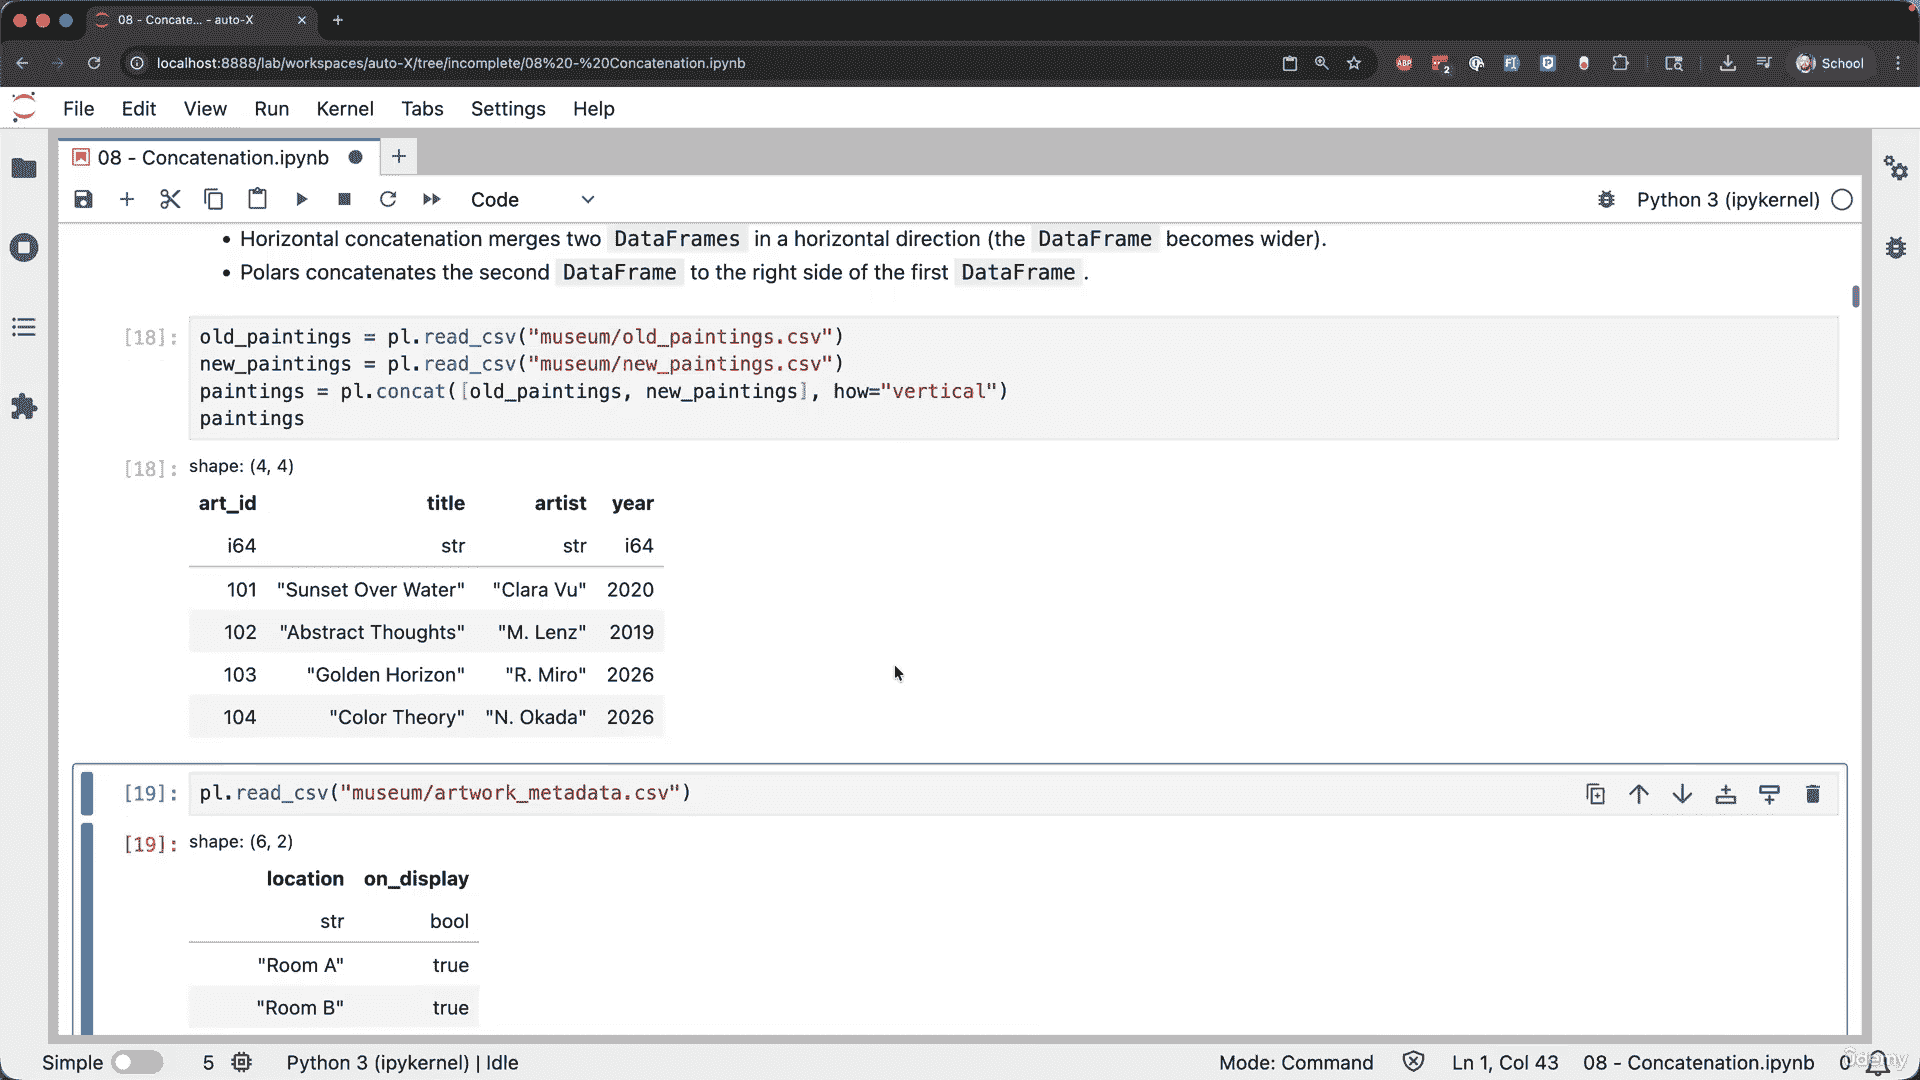 08 - Concate... - auto-X
localhost:8888/lab/workspaces/auto-X/tree/incomplete/08%20-%20Concatenation.ipynb
ABP
2
School
File Edit View Run Kernel Tabs Settings Help
08 - Concatenation.ipynb
Code
Python 3 (ipykernel)
• Horizontal concatenation merges two DataFrames in a horizontal direction (the DataFrame becomes wider).
• Polars concatenates the second DataFrame to the right side of the first DataFrame.
[18]: old_paintings = pl.read_csv("museum/old_paintings.csv")
new_paintings = pl.read_csv("museum/new_paintings.csv")
paintings = pl.concat([old_paintings, new_paintings], how="vertical")
paintings
[18]: shape: (4, 4)
art_id title artist year
i64 str str i64
101 "Sunset Over Water" "Clara Vu" 2020
102 "Abstract Thoughts" "M. Lenz" 2019
103 "Golden Horizon" "R. Miro" 2026
104 "Color Theory" "N. Okada" 2026
[19]: pl.read_csv("museum/artwork_metadata.csv")
[19]: shape: (6, 2)
location on_display
str bool
"Room A" true
"Room B" true
Simple 5 Python 3 (ipykernel) | Idle Mode: Command Ln 1, Col 43 08 - Concatenation.ipynb 0
udemy